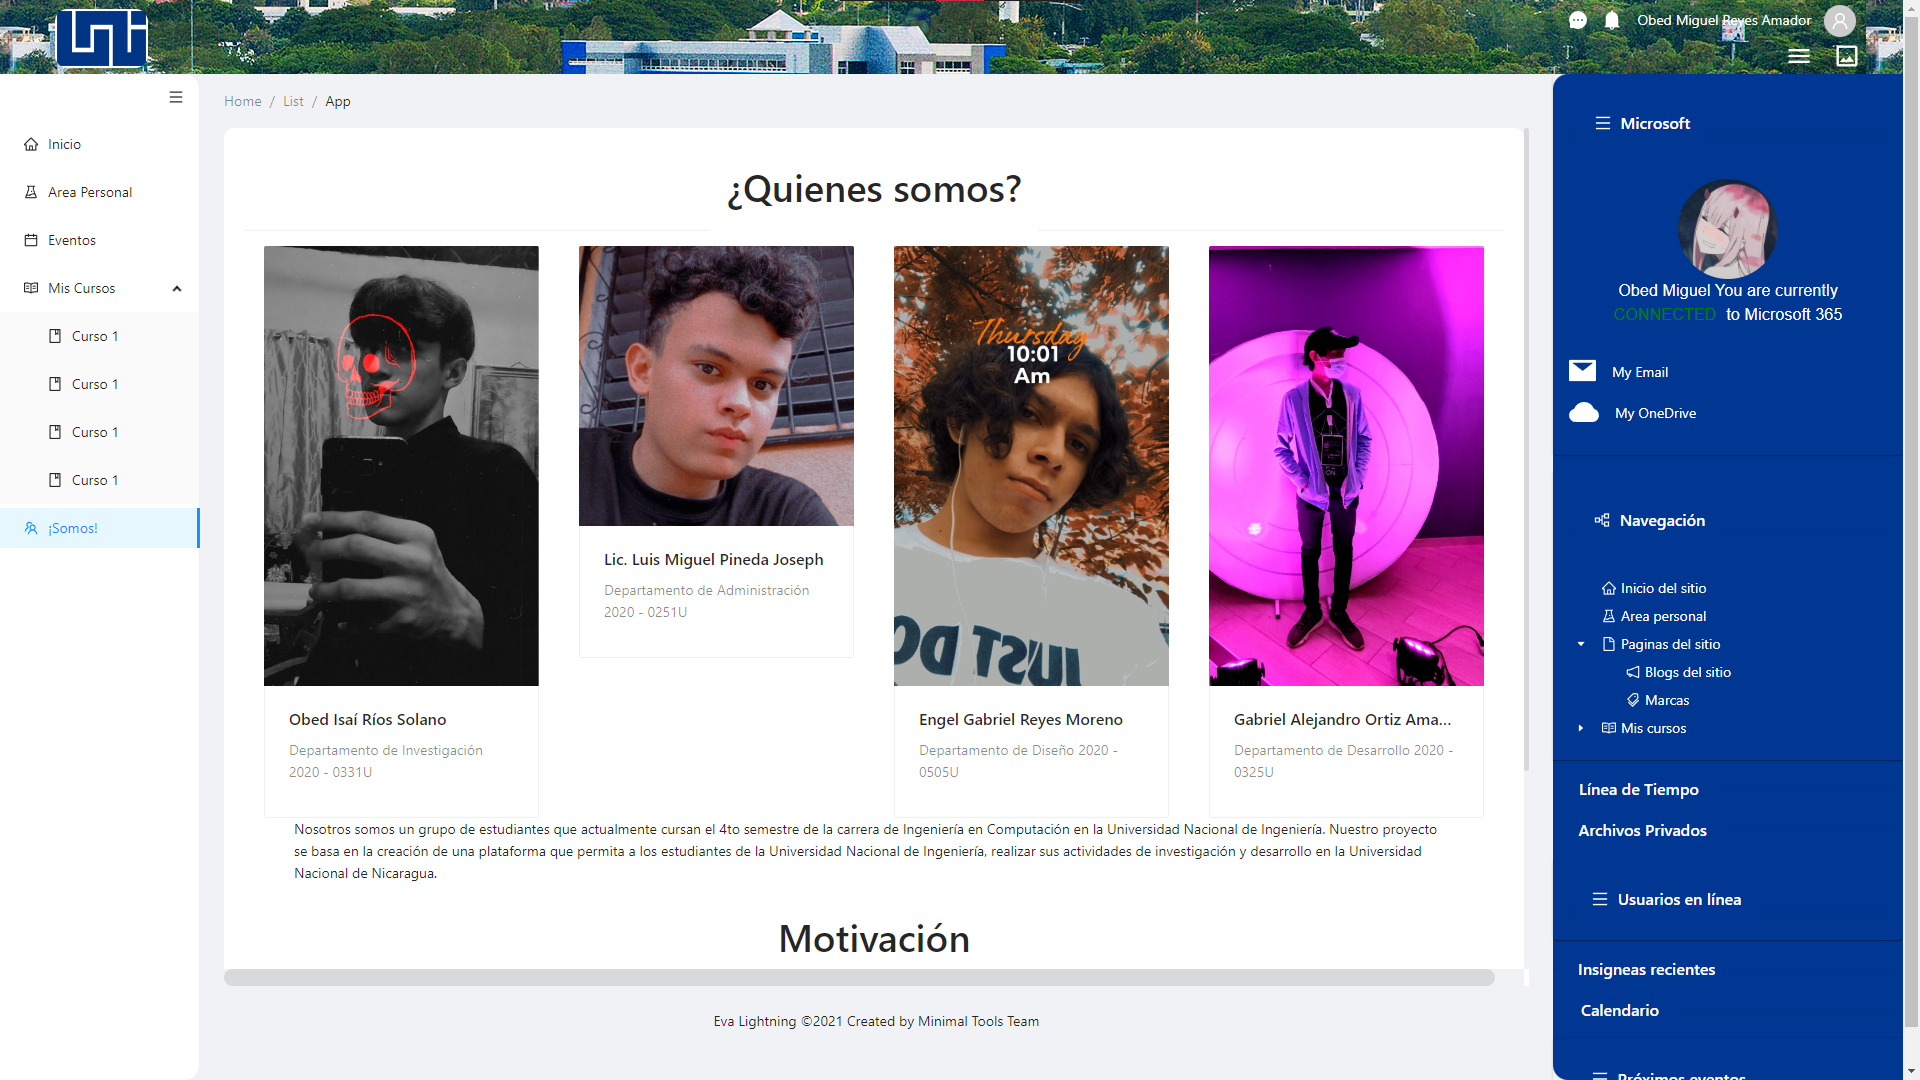 Obed Miguel Reyes Amador
Home / List / App
Inicio
Area Personal
Eventos
Mis Cursos
Curso 1
Curso 1
Curso 1
Curso 1
¡Somos!
¿Quienes somos?
Thursday
10:01
Am
JUST DO
Obed Isaí Ríos Solano
Departamento de Investigación
2020 - 0331U
Lic. Luis Miguel Pineda Joseph
Departamento de Administración
2020 - 0251U
Engel Gabriel Reyes Moreno
Departamento de Diseño 2020 -
0505U
Gabriel Alejandro Ortiz Ama...
Departamento de Desarrollo 2020 -
0325U
Nosotros somos un grupo de estudiantes que actualmente cursan el 4to semestre de la carrera de Ingeniería en Computación en la Universidad Nacional de Ingeniería. Nuestro proyecto
se basa en la creación de una plataforma que permita a los estudiantes de la Universidad Nacional de Ingeniería, realizar sus actividades de investigación y desarrollo en la Universidad
Nacional de Nicaragua.
Motivación
Eva Lightning ©2021 Created by Minimal Tools Team
Microsoft
Obed Miguel You are currently
CONNECTED to Microsoft 365
My Email
My OneDrive
Navegación
Inicio del sitio
Area personal
Paginas del sitio
Blogs del sitio
Marcas
Mis cursos
Línea de Tiempo
Archivos Privados
Usuarios en línea
Insigneas recientes
Calendario
Próximos eventos